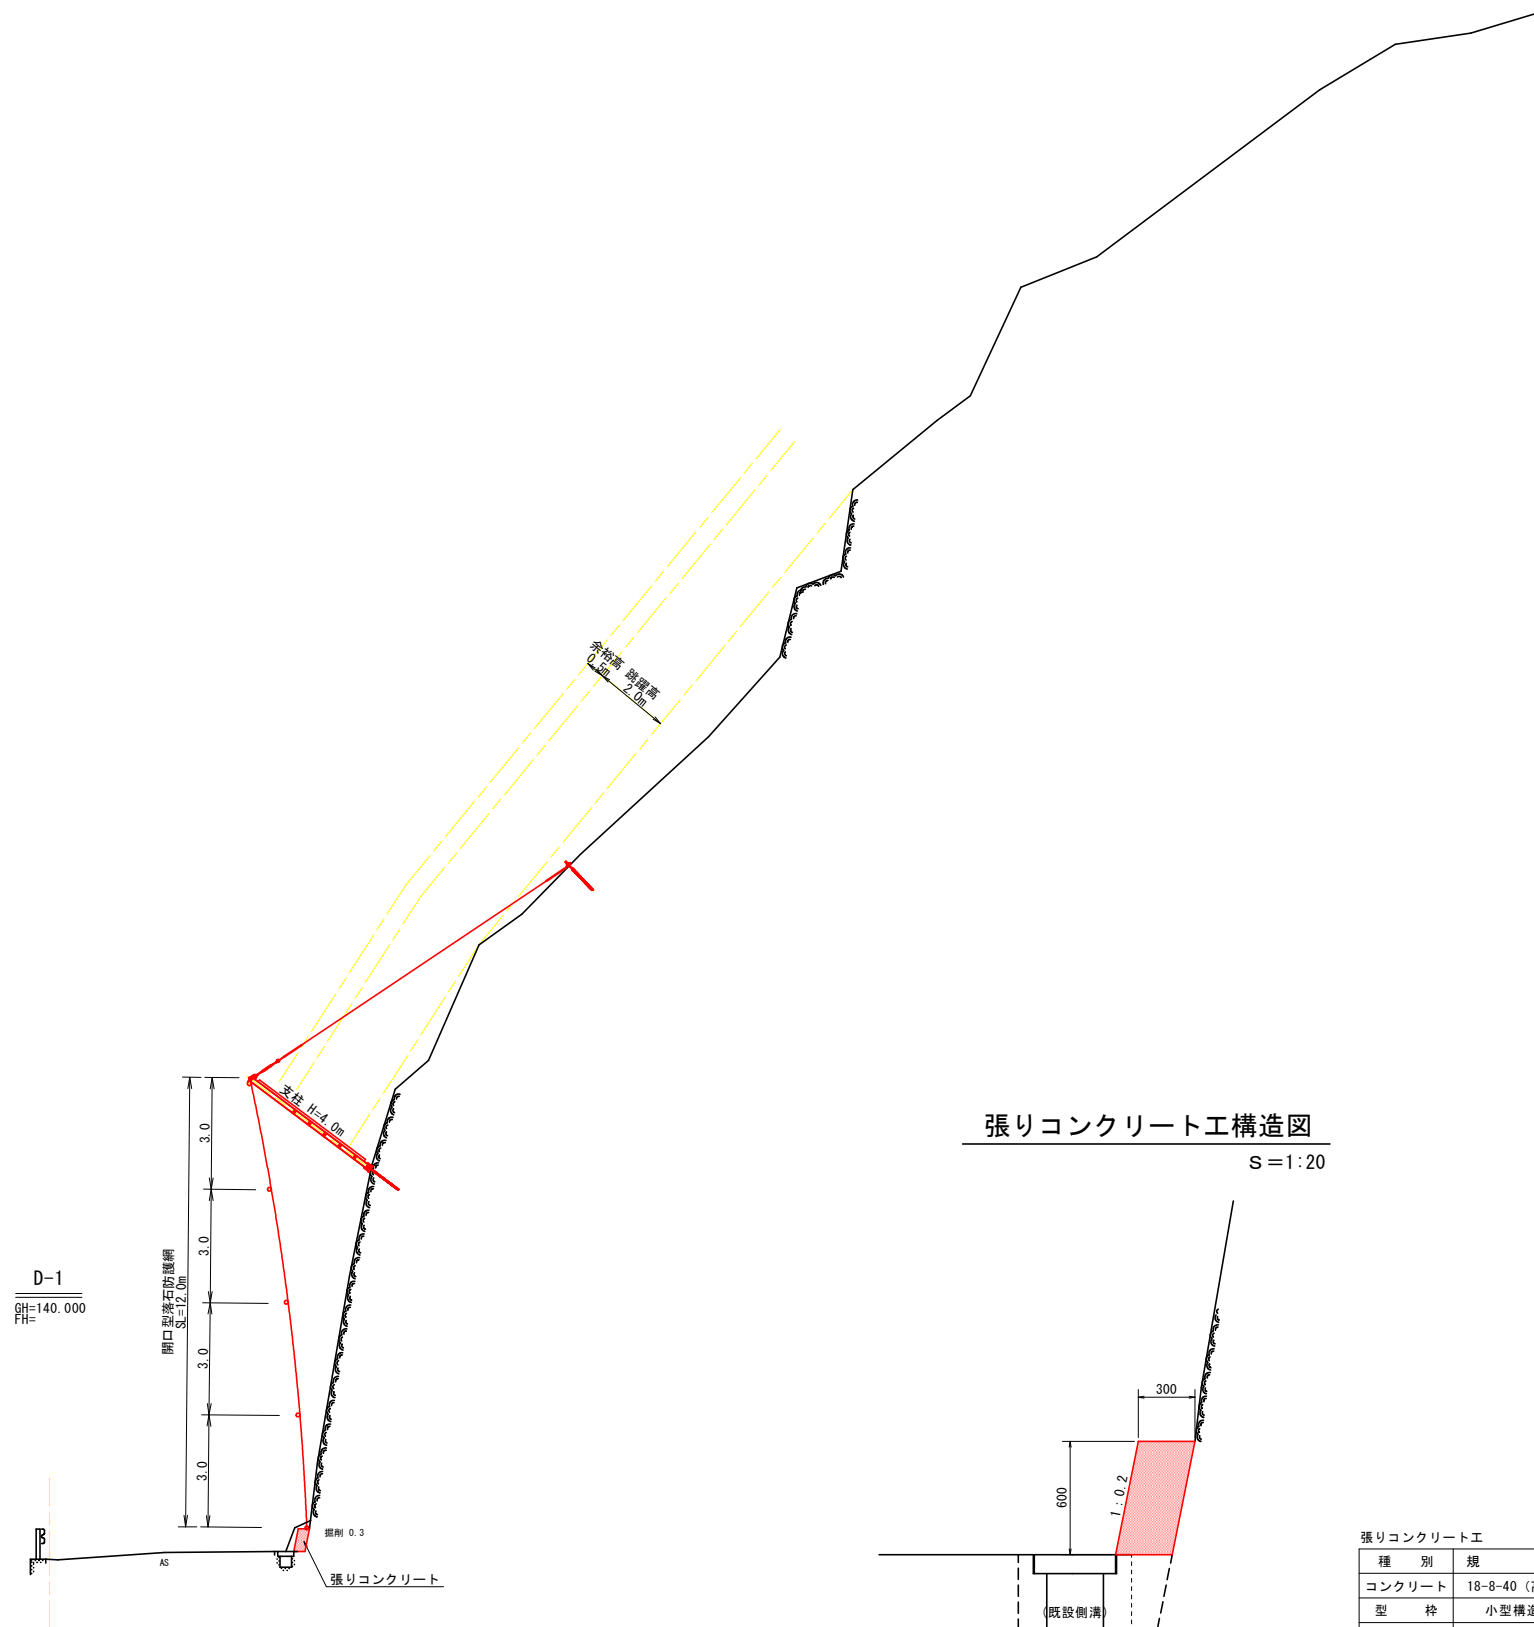 余裕高 跳躍高
0.5m 2.0m
支柱 H=4.0m
3.0
3.0
3.0
3.0
開口型落石防護網
SL=12.0m
D-1
GH=140.000
FH=
掘削 0.3
AS
張りコンクリート
張りコンクリート工構造図
S=1:20
300
600
1:0.2
(既設側溝)
張りコンクリート工
種 別 規
コンクリート 18-8-40
型 枠 小型構造